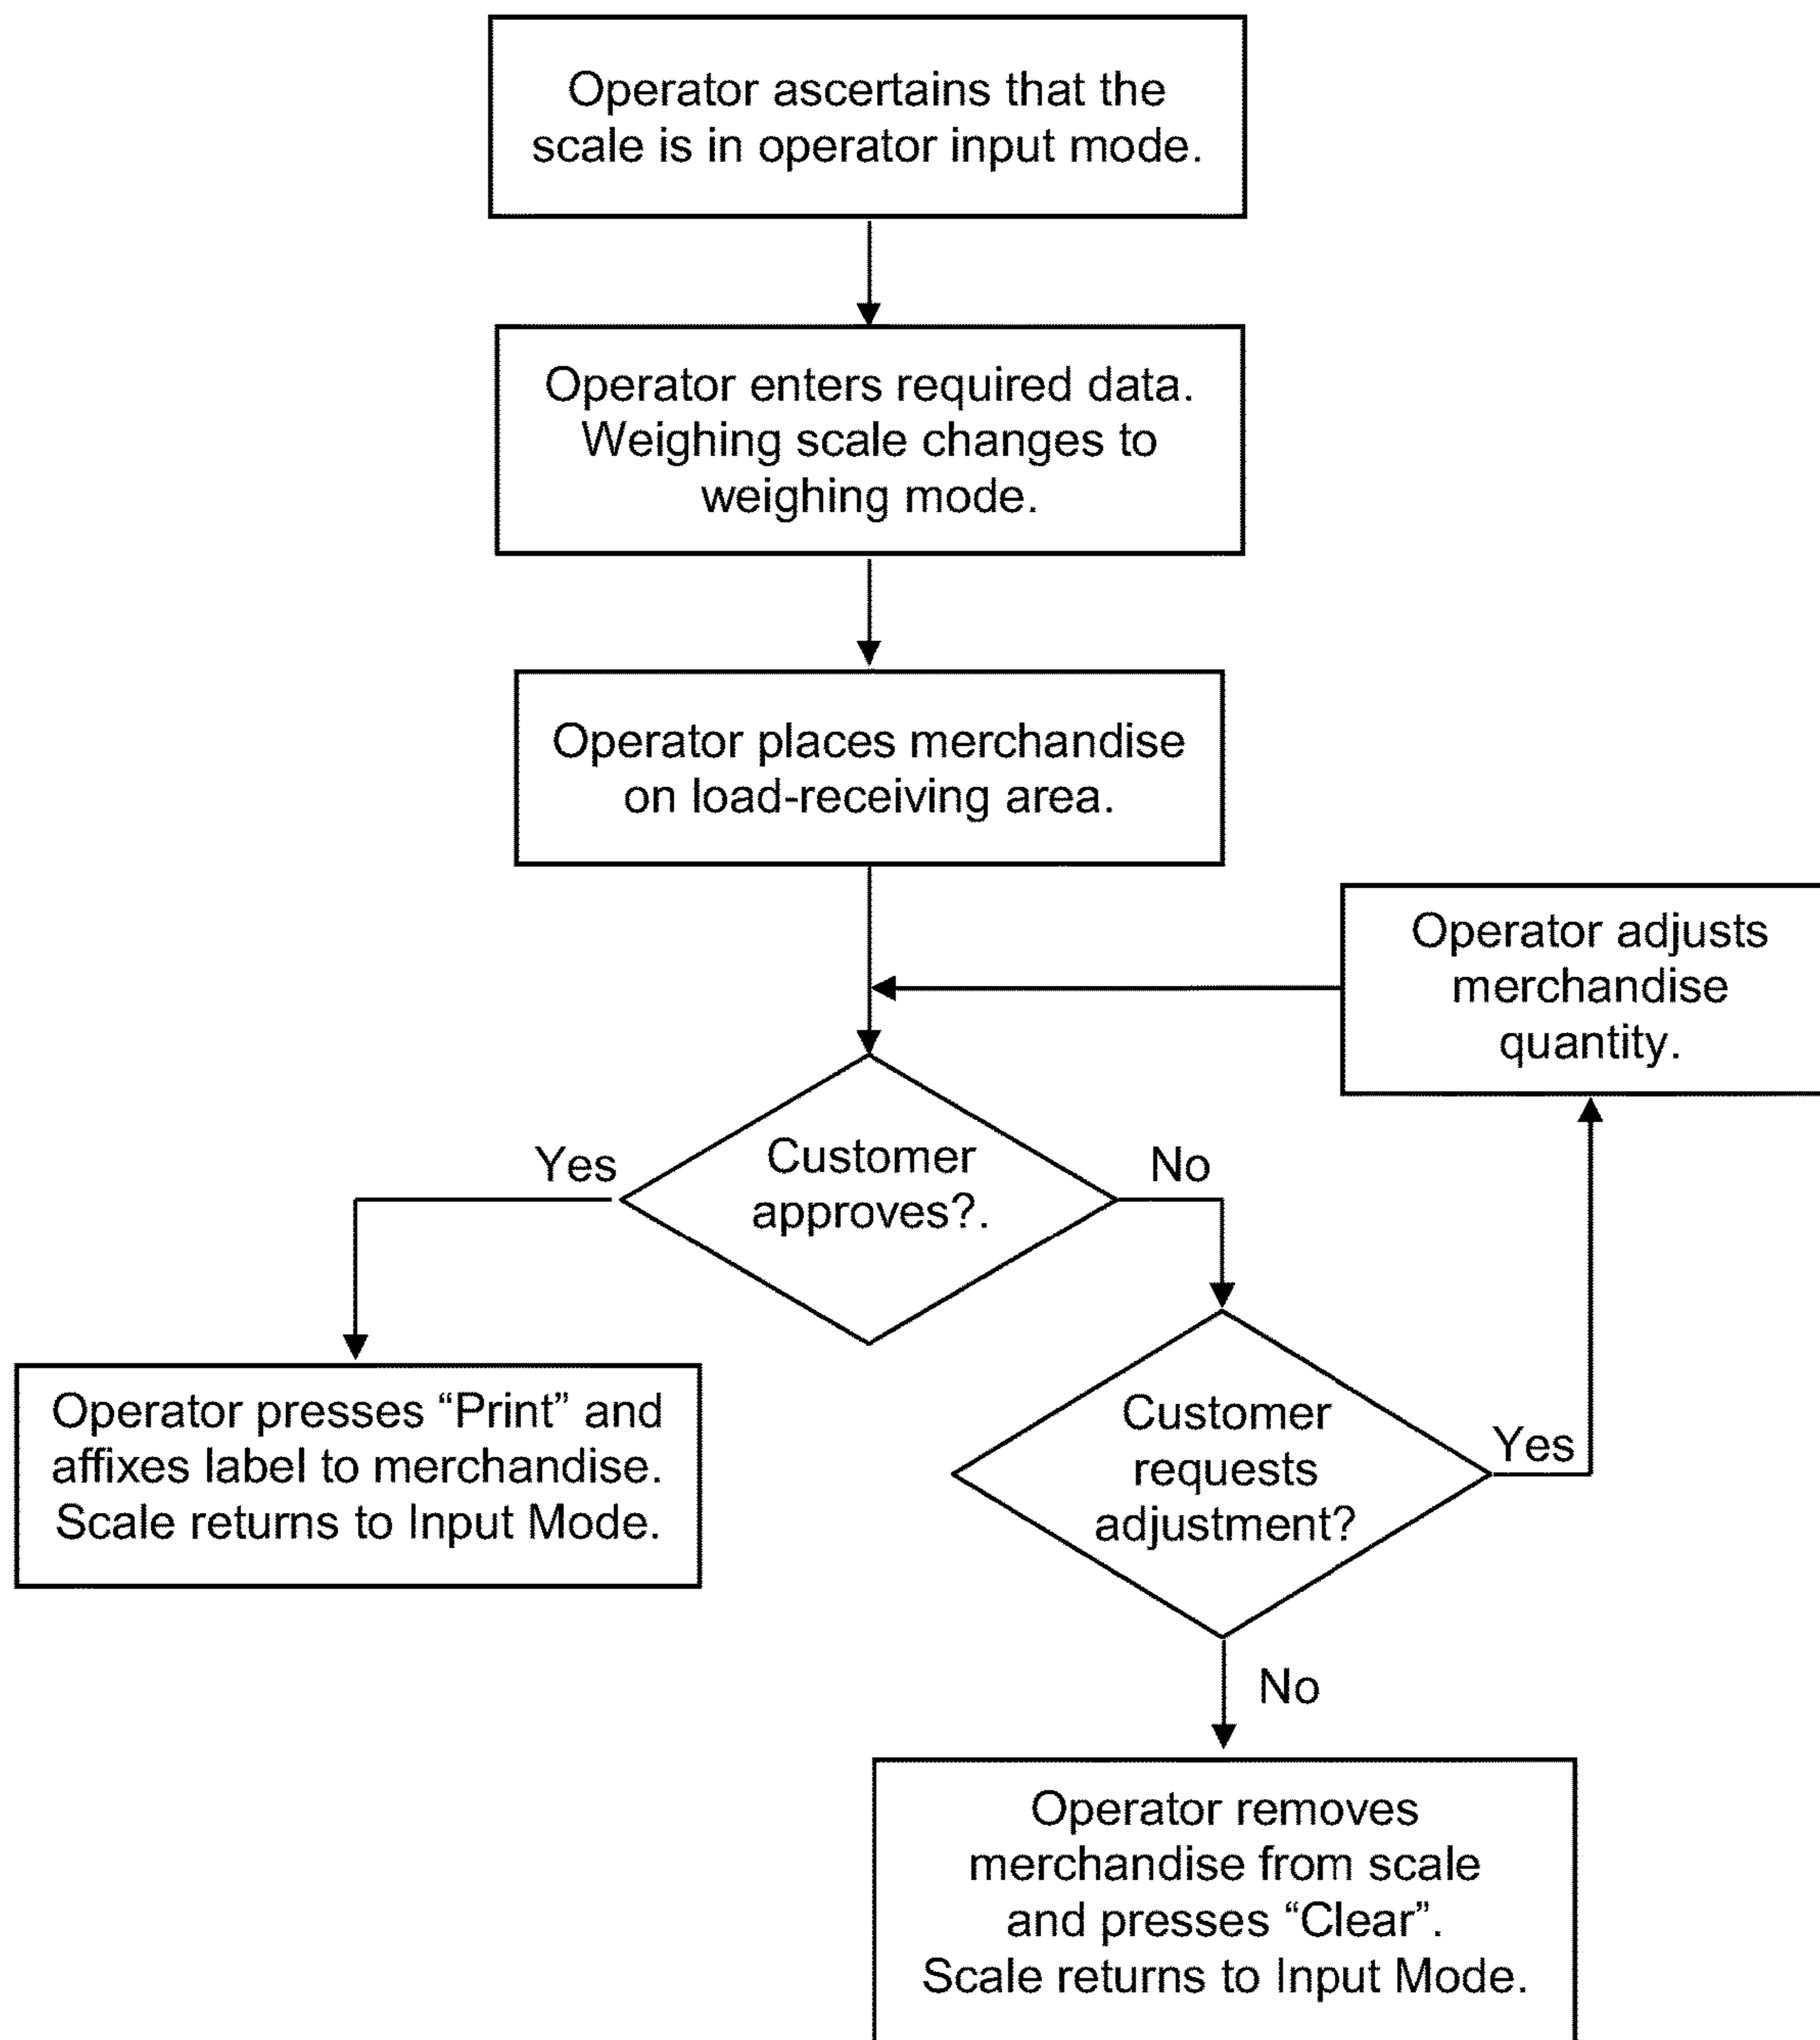 Operator ascertains that the
scale is in operator input mode.
Operator enters required data.
Weighing scale changes to
weighing mode.
Operator places merchandise
on load-receiving area.
Operator adjusts
merchandise
quantity.
Yes
Customer
approves?.
No
Operator presses “Print” and
affixes label to merchandise.
Scale returns to Input Mode.
Customer
requests
adjustment?
Yes
No
Operator removes
merchandise from scale
and presses “Clear”.
Scale returns to Input Mode.